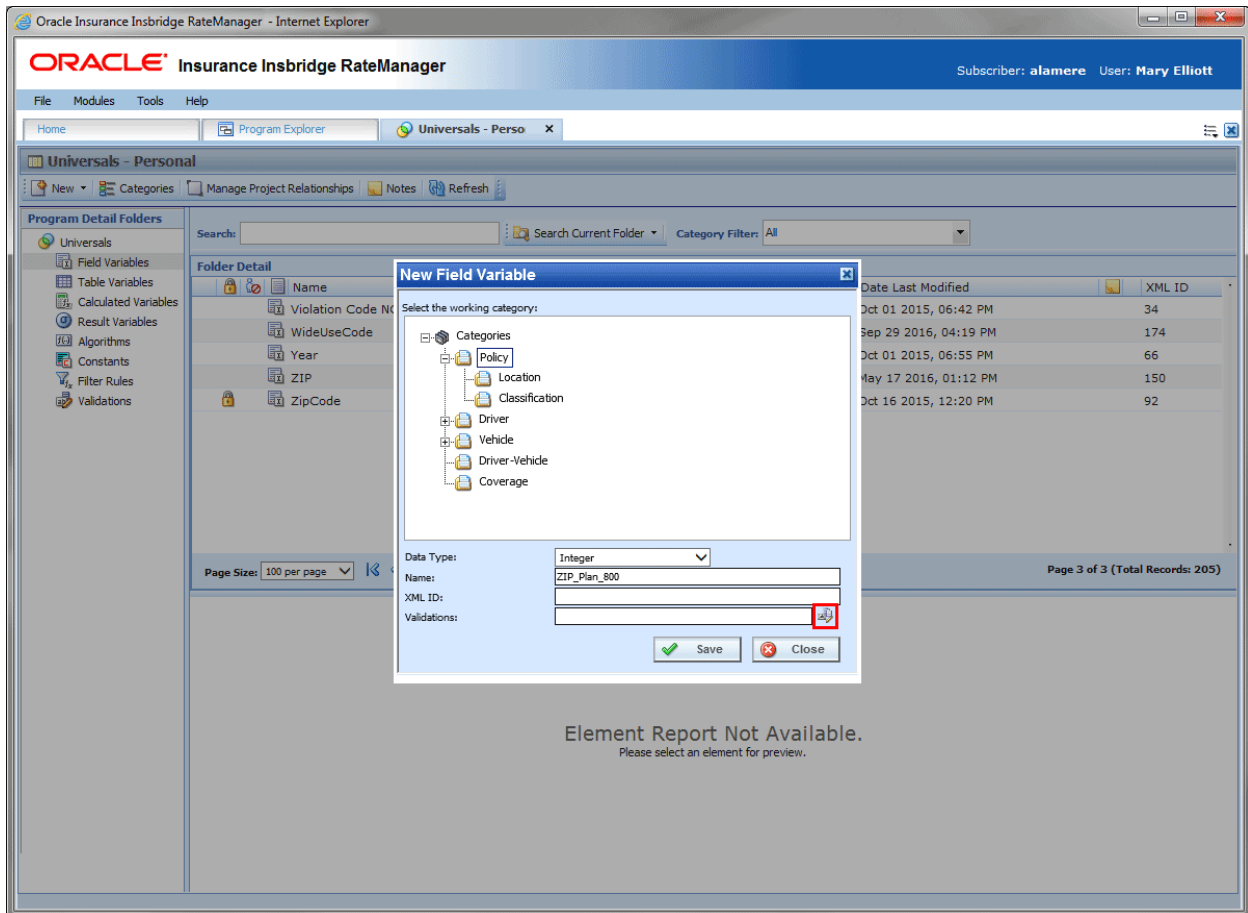 Oracle Insurance Insbridge RateManager - Internet Explorer
ORACLE® Insurance Insbridge RateManager
Subscriber: alamere User: Mary Elliott
File Modules Tools Help
Home Program Explorer Universals - Perso x
Universals - Personal
New Categories Manage Project Relationships Notes Refresh
Program Detail Folders
Universals
Field Variables
Table Variables
Calculated Variables
Result Variables
Algorithms
Constants
Filter Rules
Validations
Search: Search Current Folder Category Filter: All
Folder Detail
Name Date Last Modified XML ID
Violation Code NC Oct 01 2015, 06:42 PM 34
WideUseCode Sep 29 2016, 04:19 PM 174
Year Oct 01 2015, 06:55 PM 66
ZIP May 17 2016, 01:12 PM 150
ZipCode Oct 16 2015, 12:20 PM 92
New Field Variable
Select the working category:
Categories
Policy
Location
Classification
Driver
Vehicle
Driver-Vehicle
Coverage
Data Type: Integer
Name: ZIP_Plan_800
XML ID:
Validations:
Save Close
Page Size: 100 per page Page 3 of 3 (Total Records: 205)
Element Report Not Available.
Please select an element for preview.